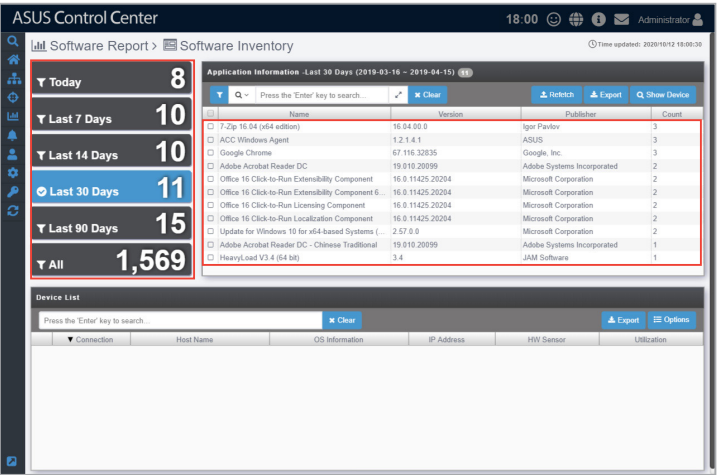 ASUS Control Center
18:00
Administrator
Software Report > Software Inventory
Time updated: 2020/10/12 18:00:30
Today 8
Last 7 Days 10
Last 14 Days 10
Last 30 Days 11
Last 90 Days 15
All 1,569
Application Information -Last 30 Days (2019-03-16 ~ 2019-04-15) 11
Press the 'Enter' key to search... Clear Refetch Export Show Device
Name Version Publisher Count
7-Zip 16.04 (x64 edition) 16.04.00.0 Igor Pavlov 3
ACC Windows Agent 1.2.1.4.1 ASUS 3
Google Chrome 67.116.32835 Google, Inc. 3
Adobe Acrobat Reader DC 19.010.20099 Adobe Systems Incorporated 2
Office 16 Click-to-Run Extensibility Component 16.0.11425.20204 Microsoft Corporation 2
Office 16 Click-to-Run Extensibility Component 6... 16.0.11425.20204 Microsoft Corporation 2
Office 16 Click-to-Run Licensing Component 16.0.11425.20204 Microsoft Corporation 2
Office 16 Click-to-Run Localization Component 16.0.11425.20204 Microsoft Corporation 2
Update for Windows 10 for x64-based Systems (... 2.57.0.0 Microsoft Corporation 2
Adobe Acrobat Reader DC - Chinese Traditional 19.010.20099 Adobe Systems Incorporated 1
HeavyLoad V3.4 (64 bit) 3.4 JAM Software 1
Device List
Press the 'Enter' key to search... Clear Export Options
Connection Host Name OS Information IP Address HW Sensor Utilization